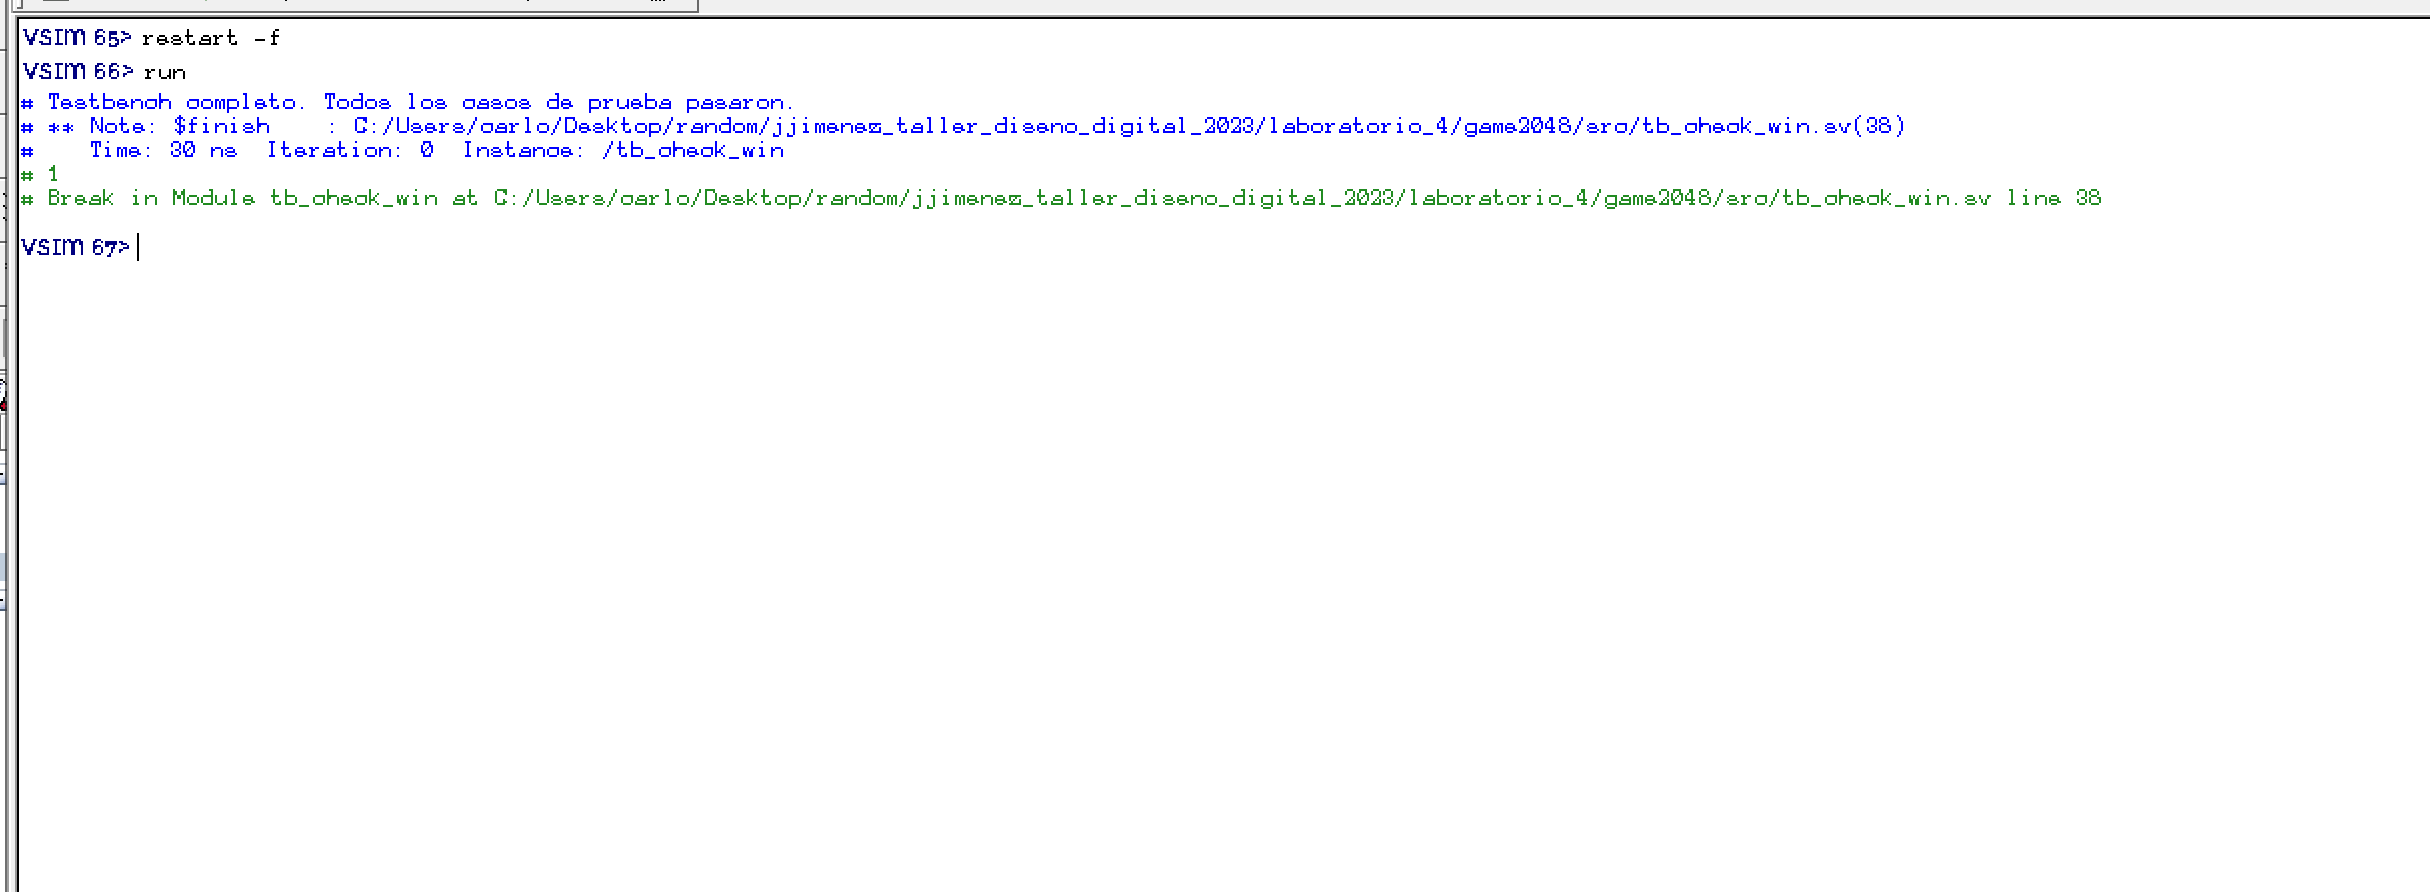 VSIM 65> restart -f
VSIM 66> run
# Testbench completo. Todos los casos de prueba pasaron.
# ** Note: $finish    : C:/Users/carlo/Desktop/random/jjimenez_taller_diseno_digital_2023/laboratorio_4/game2048/src/tb_check_win.sv(38)
#    Time: 30 ns  Iteration: 0  Instance: /tb_check_win
# 1
# Break in Module tb_check_win at C:/Users/carlo/Desktop/random/jjimenez_taller_diseno_digital_2023/laboratorio_4/game2048/src/tb_check_win.sv line 38
VSIM 67>